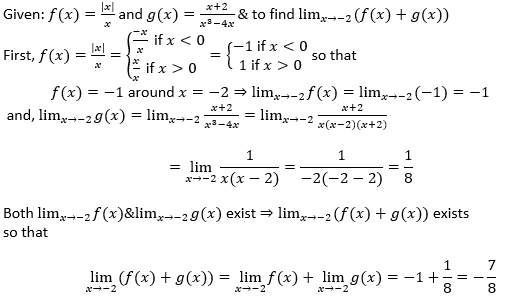 Given: f(x) = |x|/x and g(x) = (x+2)/(x³−4x) & to find lim_{x→−2}(f(x) + g(x))
First, f(x) = |x|/x = { −x/x if x < 0, x/x if x > 0 = { −1 if x < 0, 1 if x > 0 so that
f(x) = −1 around x = −2 ⇒ lim_{x→−2} f(x) = lim_{x→−2}(−1) = −1
and, lim_{x→−2} g(x) = lim_{x→−2} (x+2)/(x³−4x) = lim_{x→−2} (x+2)/(x(x−2)(x+2))
= lim_{x→−2} 1/(x(x − 2)) = 1/(−2(−2 − 2)) = 1/8
Both lim_{x→−2} f(x)&lim_{x→−2} g(x) exist ⇒ lim_{x→−2}(f(x) + g(x)) exists
so that
lim_{x→−2} (f(x) + g(x)) = lim_{x→−2} f(x) + lim_{x→−2} g(x) = −1 + 1/8 = −7/8